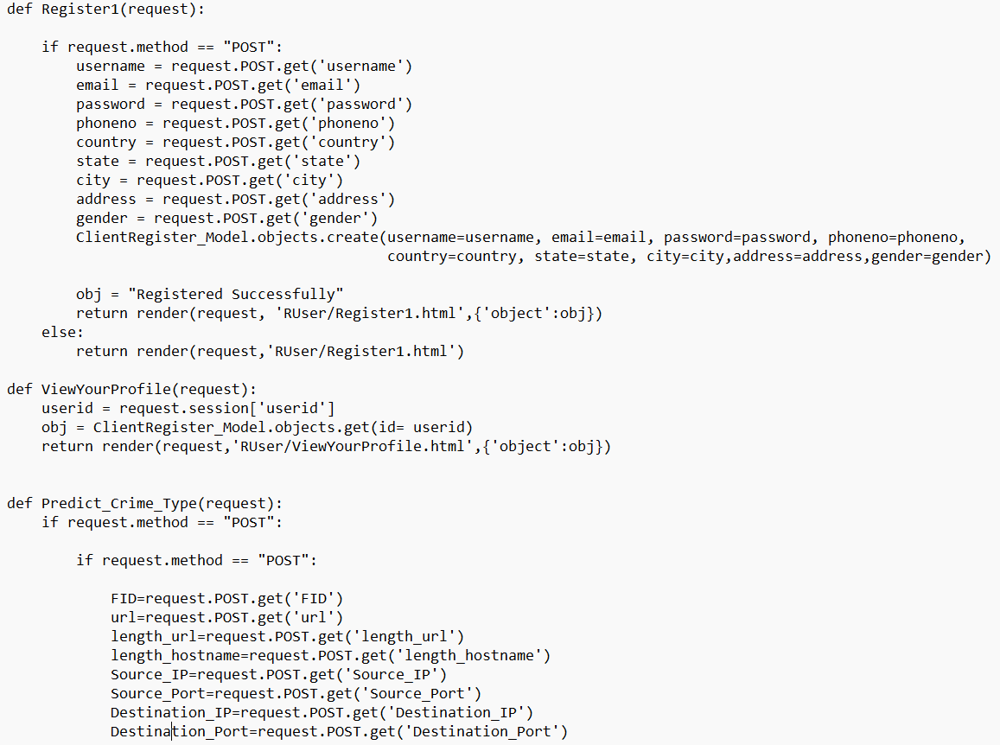 def Register1(request):

    if request.method == "POST":
        username = request.POST.get('username')
        email = request.POST.get('email')
        password = request.POST.get('password')
        phoneno = request.POST.get('phoneno')
        country = request.POST.get('country')
        state = request.POST.get('state')
        city = request.POST.get('city')
        address = request.POST.get('address')
        gender = request.POST.get('gender')
        ClientRegister_Model.objects.create(username=username, email=email, password=password, phoneno=phoneno,
                                            country=country, state=state, city=city,address=address,gender=gender)

        obj = "Registered Successfully"
        return render(request, 'RUser/Register1.html',{'object':obj})
    else:
        return render(request,'RUser/Register1.html')

def ViewYourProfile(request):
    userid = request.session['userid']
    obj = ClientRegister_Model.objects.get(id= userid)
    return render(request,'RUser/ViewYourProfile.html',{'object':obj})


def Predict_Crime_Type(request):
    if request.method == "POST":

        if request.method == "POST":

            FID=request.POST.get('FID')
            url=request.POST.get('url')
            length_url=request.POST.get('length_url')
            length_hostname=request.POST.get('length_hostname')
            Source_IP=request.POST.get('Source_IP')
            Source_Port=request.POST.get('Source_Port')
            Destination_IP=request.POST.get('Destination_IP')
            Destination_Port=request.POST.get('Destination_Port')